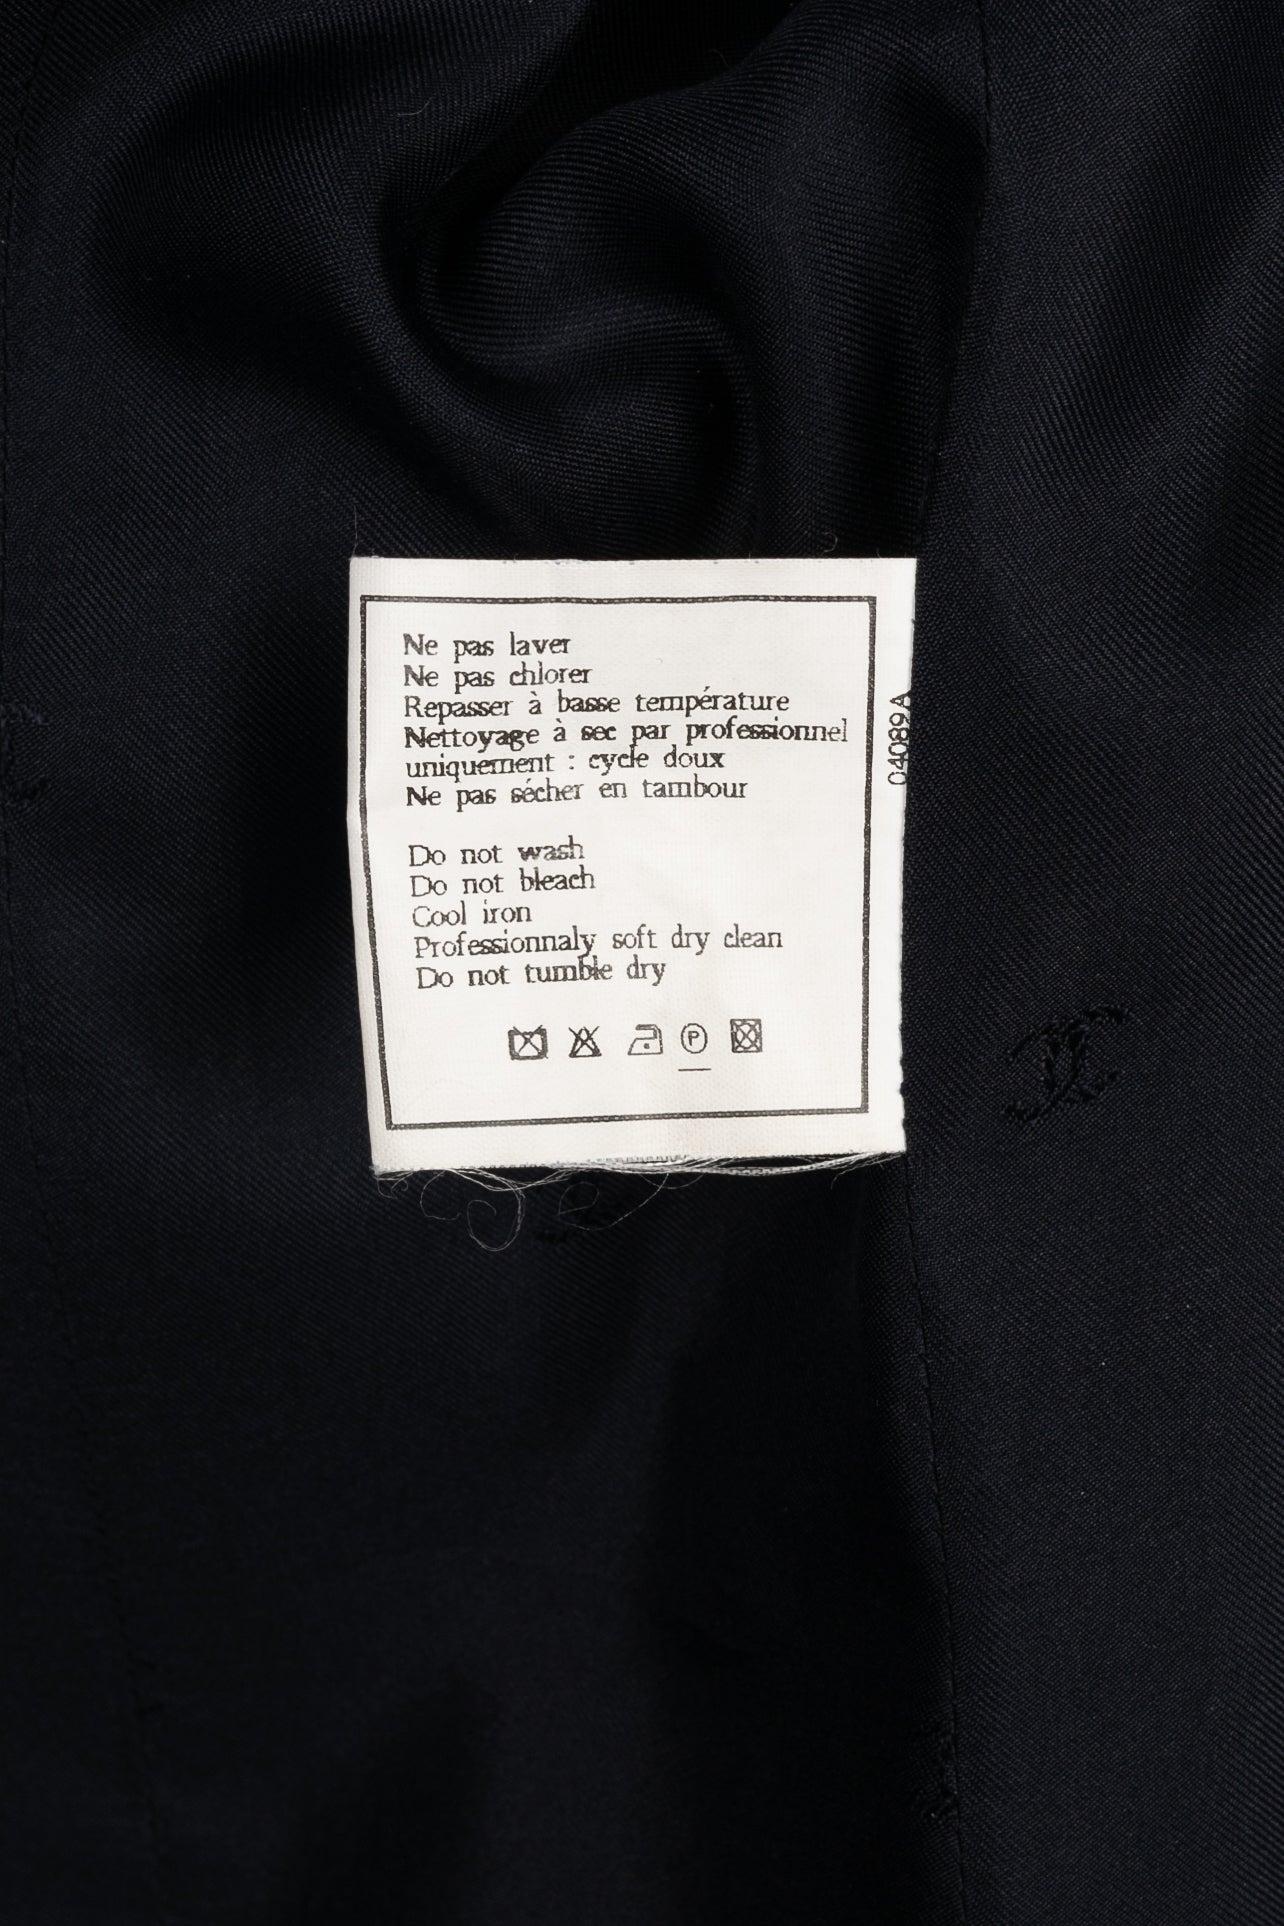 Ne pas laver
Ne pas chlorer
Repasser à basse température
Nettoyage à sec par professionnel
uniquement : cycle doux
Ne pas sécher en tambour
Do not wash
Do not bleach
Cool iron
Professionnaly soft dry clean
Do not tumble dry
P
04089A